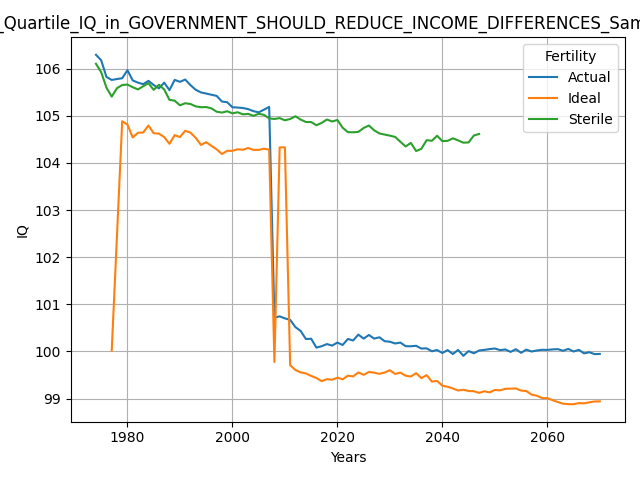 _Quartile_IQ_in_GOVERNMENT_SHOULD_REDUCE_INCOME_DIFFERENCES_Sam
Fertility
Actual
Ideal
Sterile
106
105
104
103
102
101
100
99
IQ
1980
2000
2020
2040
2060
Years